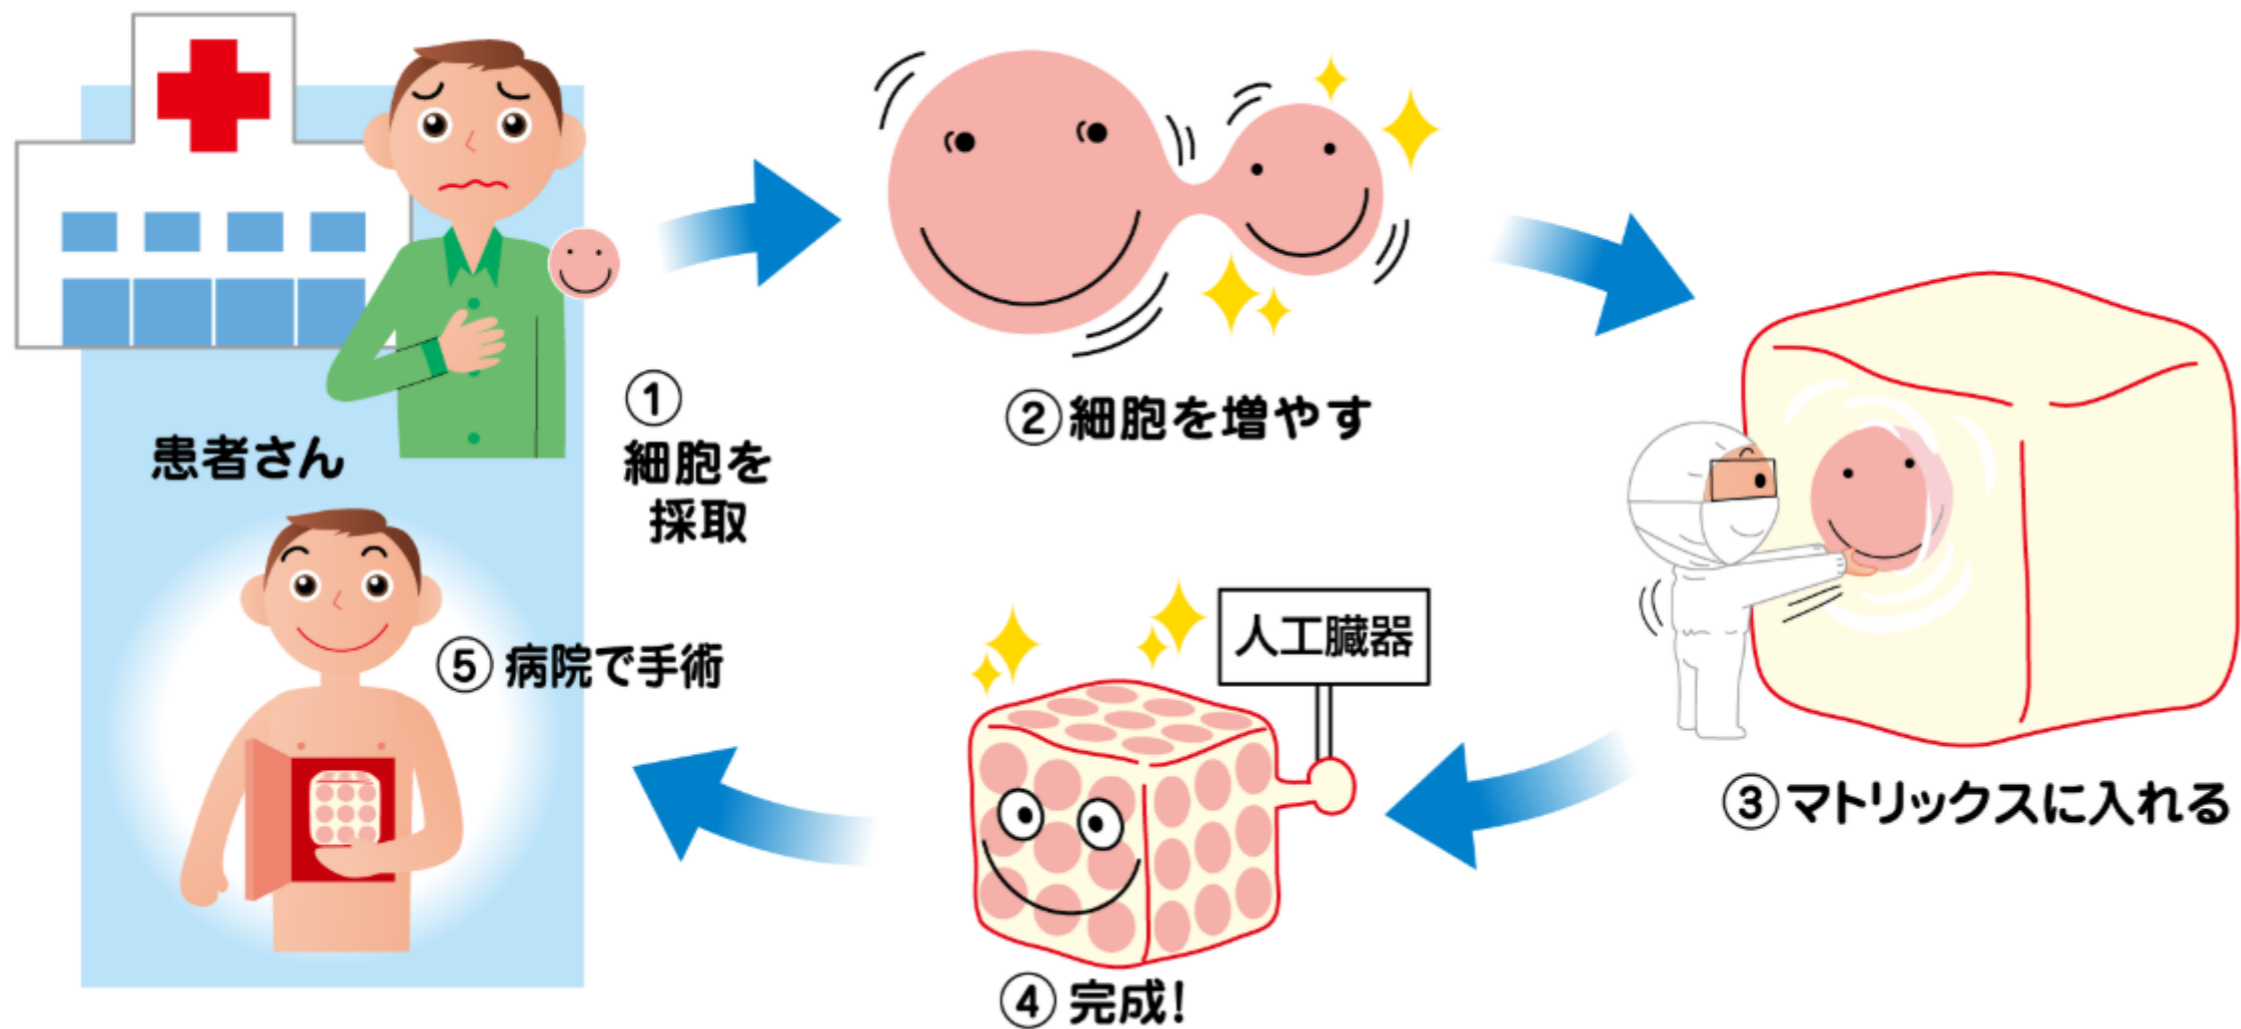 患者さん
①
細胞を
採取
②細胞を増やす
③マトリックスに入れる
人工臓器
④完成!
⑤病院で手術